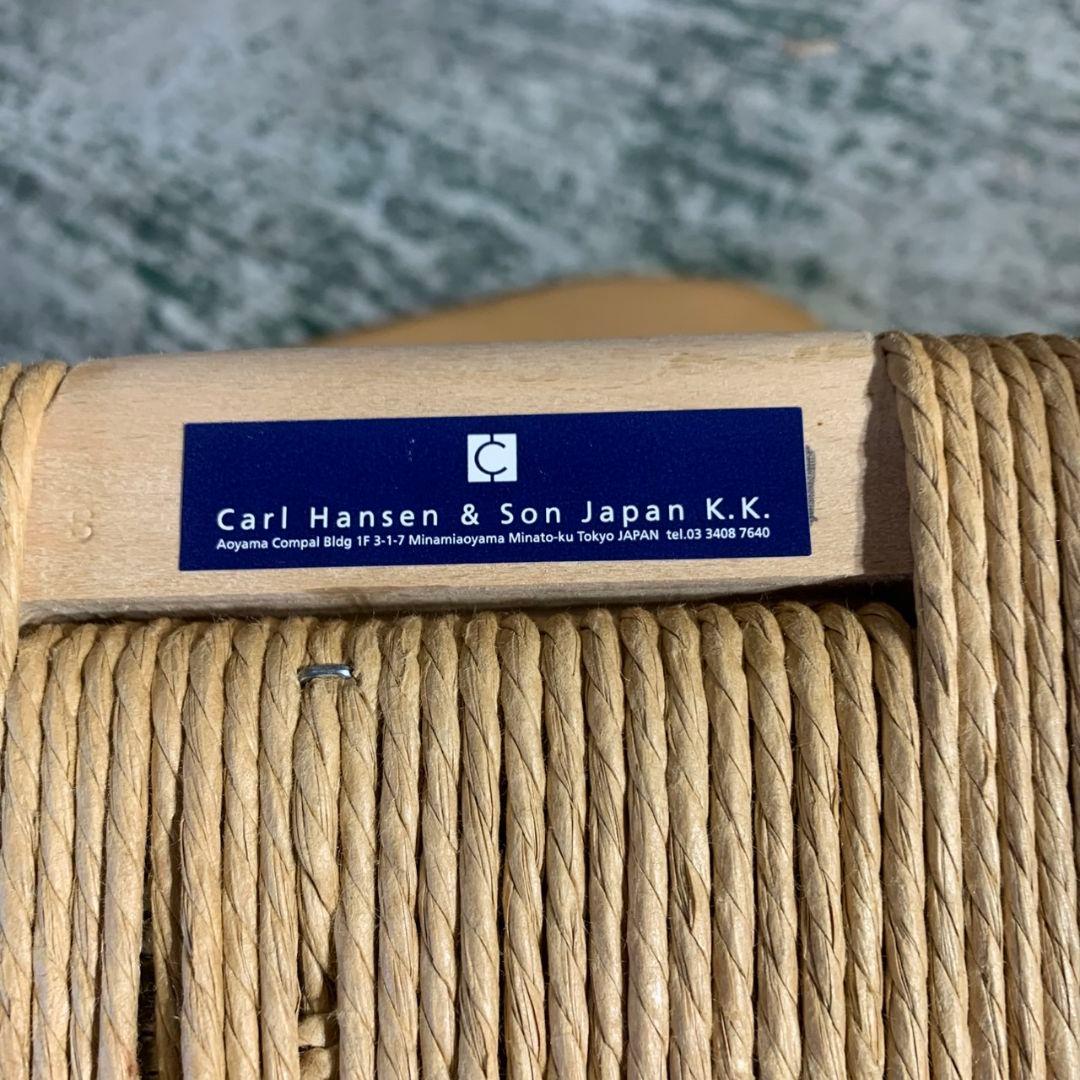 C
Carl Hansen & Son Japan K.K.
Aoyama Compal Bldg 1F 3-1-7 Minamiaoyama Minato-ku Tokyo JAPAN tel.03 3408 7640